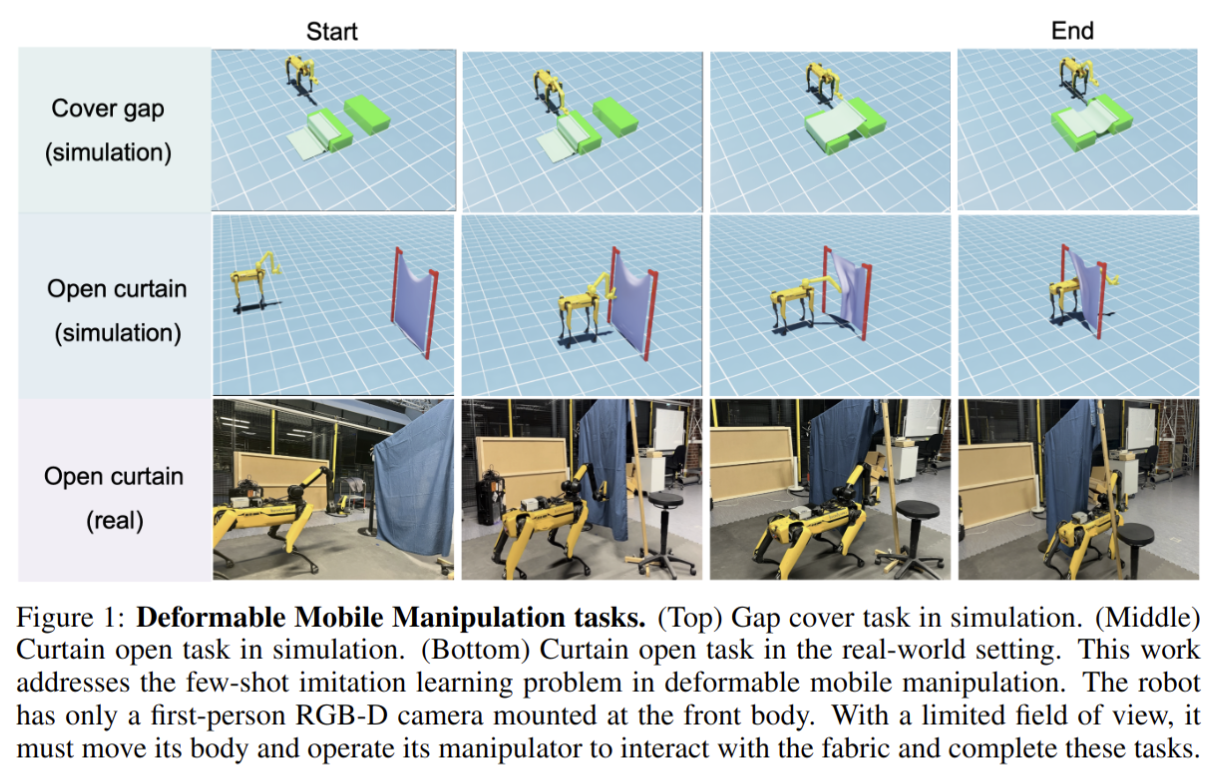 Start
End
Cover gap
(simulation)
Open curtain
(simulation)
Open curtain
(real)
Figure 1: Deformable Mobile Manipulation tasks. (Top) Gap cover task in simulation. (Middle)
Curtain open task in simulation. (Bottom) Curtain open task in the real-world setting. This work
addresses the few-shot imitation learning problem in deformable mobile manipulation. The robot
has only a first-person RGB-D camera mounted at the front body. With a limited field of view, it
must move its body and operate its manipulator to interact with the fabric and complete these tasks.